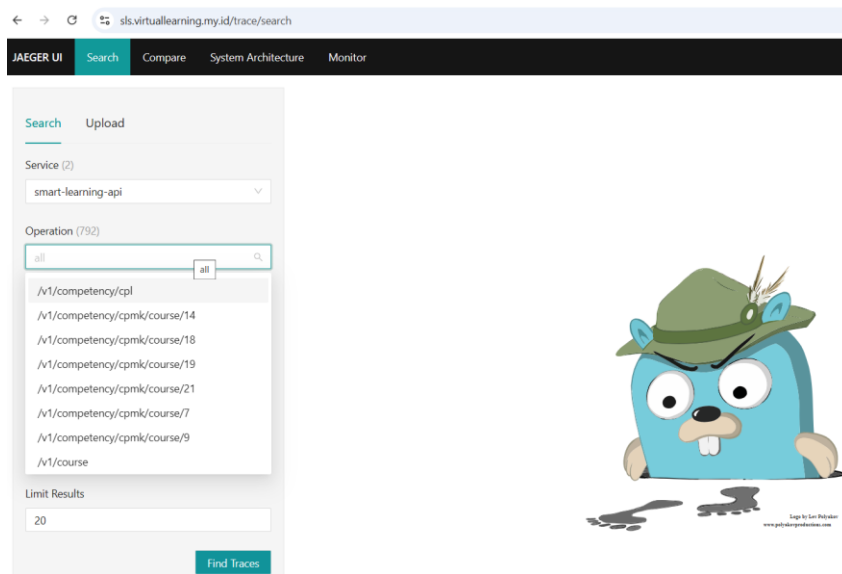 sls.virtuallearning.my.id/trace/search
JAEGER UI Search Compare System Architecture Monitor
Search Upload
Service (2)
smart-learning-api
Operation (792)
all
all
/v1/competency/cpl
/v1/competency/cpmk/course/14
/v1/competency/cpmk/course/18
/v1/competency/cpmk/course/19
/v1/competency/cpmk/course/21
/v1/competency/cpmk/course/7
/v1/competency/cpmk/course/9
/v1/course
Limit Results
20
Find Traces
Logo by Lev Polyakov
www.polyakovproductions.com